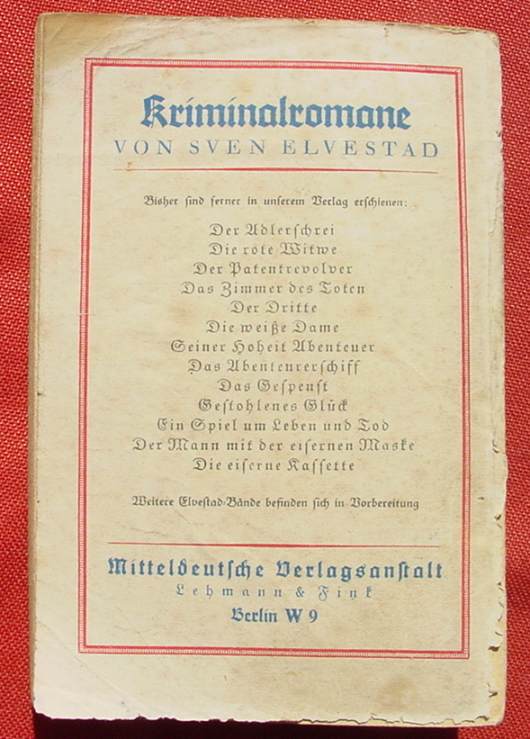 Kriminalromane
VON SVEN ELVESTAD
Bisher sind ferner in unserem Verlag erschienen:
Der Adlerschrei
Die rote Witwe
Der Patentrevolver
Das Zimmer des Toten
Der Dritte
Die weiße Dame
Seiner Hoheit Abenteuer
Das Abenteurerschiff
Das Gespenst
Gestohlenes Glück
Ein Spiel um Leben und Tod
Der Mann mit der eisernen Maske
Die eiserne Kassette
Weitere Elvestad-Bände befinden sich in Vorbereitung
Mitteldeutsche Verlagsanstalt
Lehmann & Fink
Berlin W 9